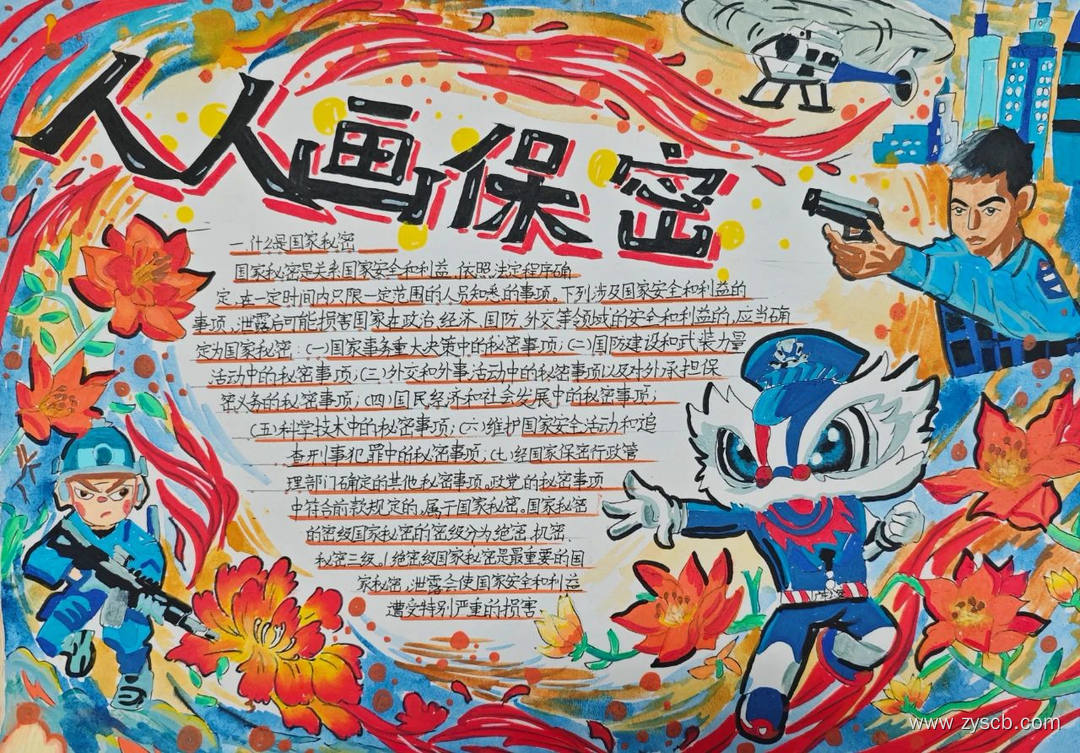 人人画保密
一.什么是国家秘密
国家秘密是关系国家安全和利益,依照法定程序确
定,在一定时间内只限一定范围的人员知悉的事项。下列涉及国家安全和利益的
事项,泄露后可能损害国家在政治、经济、国防、外交等领域的安全和利益的,应当确
定为国家秘密:(一)国家事务重大决策中的秘密事项;(二)国防建设和武装力量
活动中的秘密事项;(三)外交和外事活动中的秘密事项以及对外承担保
密义务的秘密事项;(四)国民经济和社会发展中的秘密事项;
(五)科学技术中的秘密事项;(六)维护国家安全活动和追
查刑事犯罪中的秘密事项;(七)经国家保密行政管
理部门确定的其他秘密事项。政党的秘密事项
中符合前款规定的,属于国家秘密。国家秘密
的密级国家秘密的密级分为绝密、机密、
秘密三级。1绝密级国家秘密是最重要的国
家秘密,泄露会使国家安全和利益
遭受特别严重的损害、
www.zyscb.com